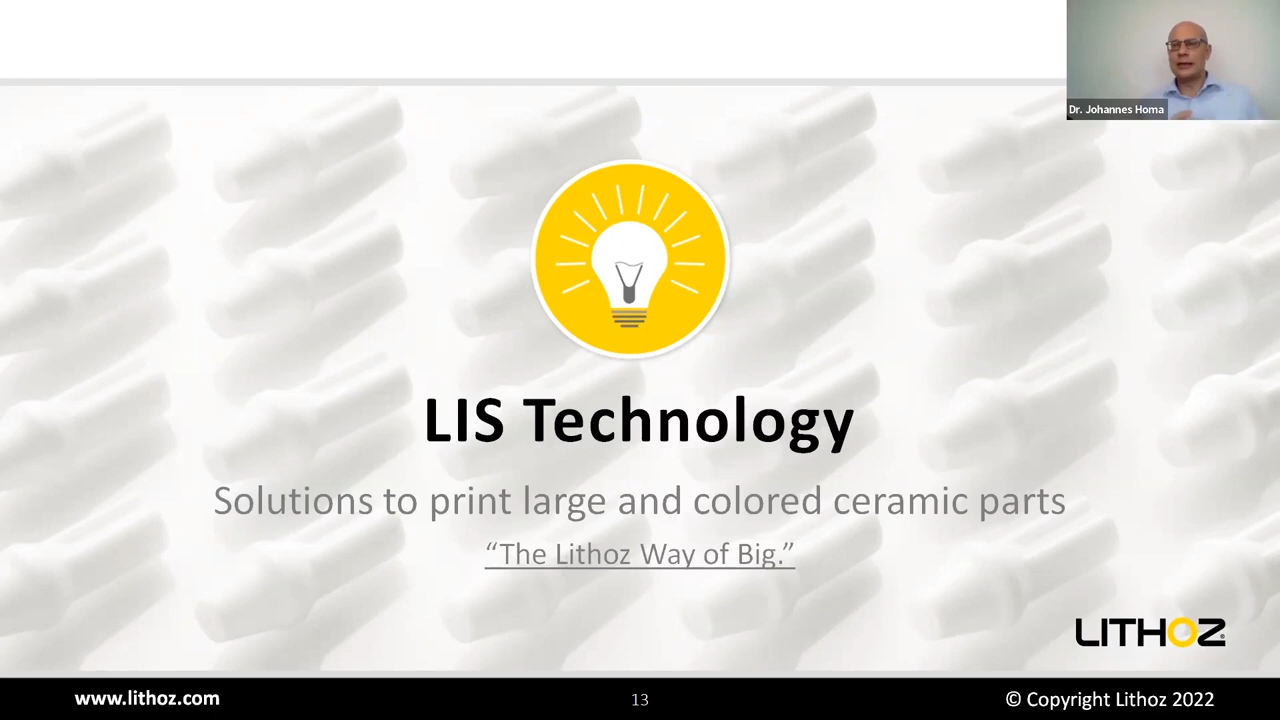 Dr. Johannes Homa
LIS Technology
Solutions to print large and colored ceramic parts
“The Lithoz Way of Big.”
LITHOZ®
www.lithoz.com
13
© Copyright Lithoz 2022